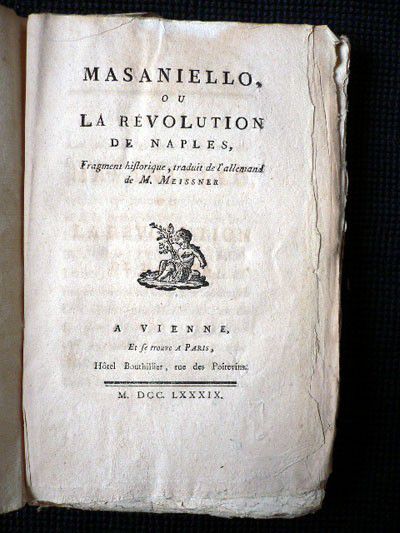 MASANIELLO,
OU
LA RÉVOLUTION
DE NAPLES,
Fragment hiſtorique, traduit de l'allemand
de M. MEISSNER
A VIENNE,
Et ſe trouve A PARIS,
Hôtel Bouthillier, rue des Poitevins.
M. DCC. LXXXIX.